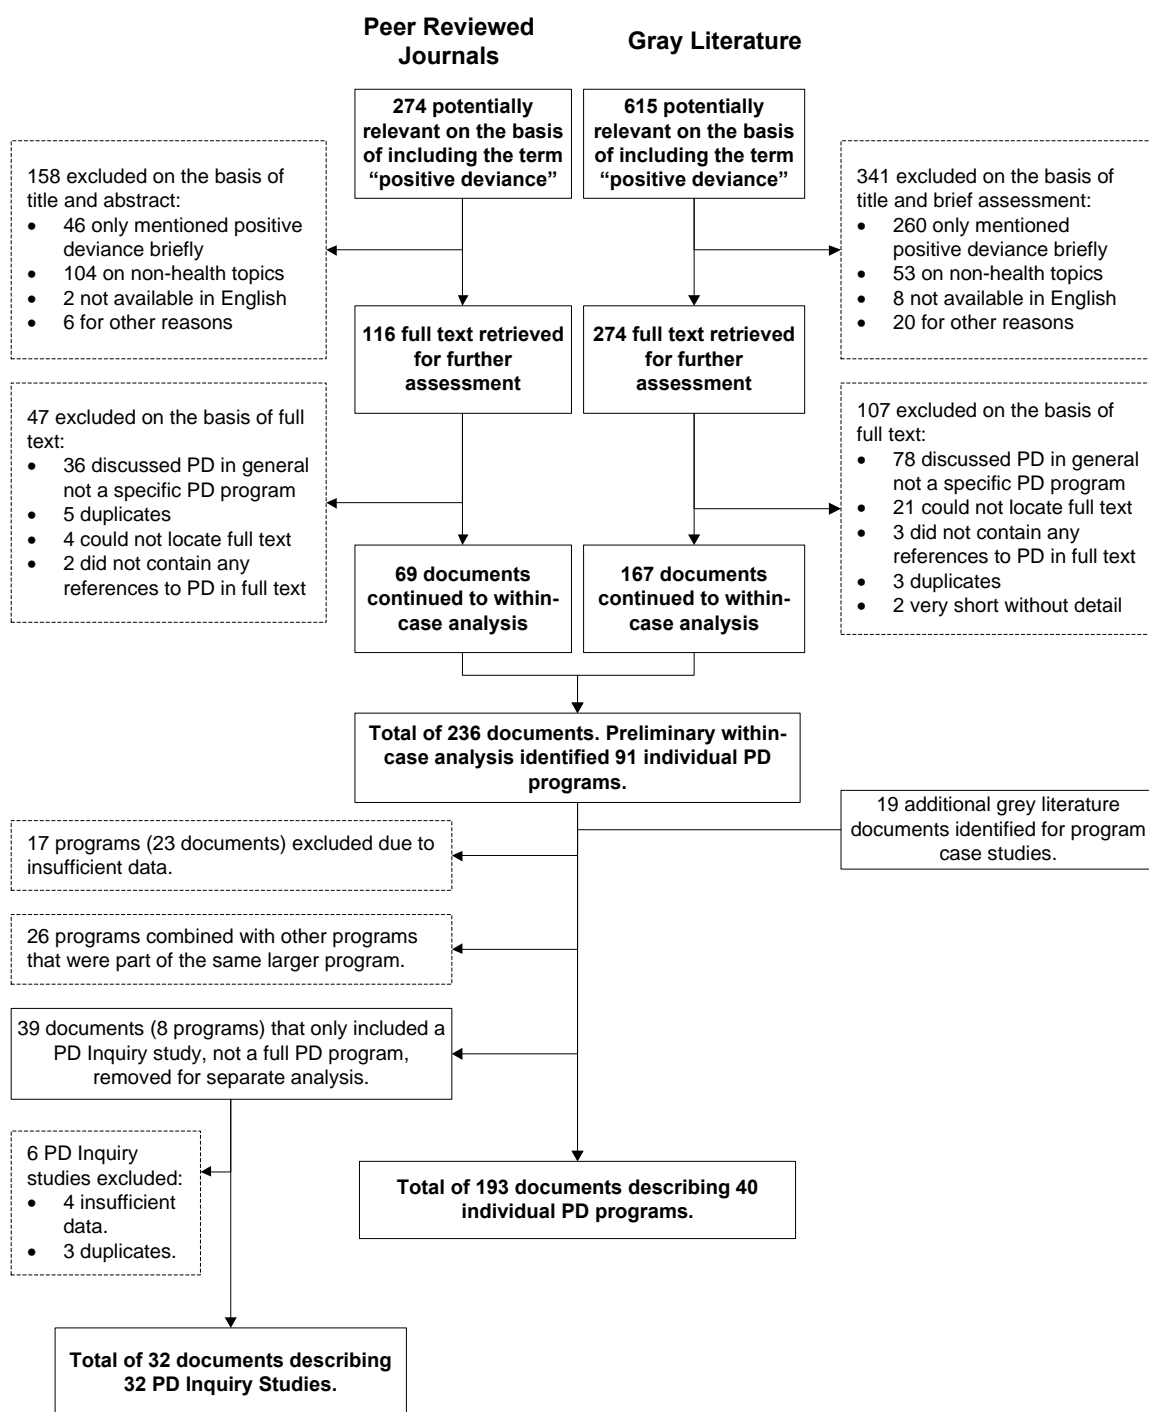 Peer Reviewed
Journals
Gray Literature
274 potentially
relevant on the basis
of including the term
“positive deviance”
615 potentially
relevant on the basis
of including the term
“positive deviance”
158 excluded on the basis of
title and abstract:
• 46 only mentioned positive
deviance briefly
• 104 on non-health topics
• 2 not available in English
• 6 for other reasons
341 excluded on the basis of
title and brief assessment:
• 260 only mentioned
positive deviance briefly
• 53 on non-health topics
• 8 not available in English
• 20 for other reasons
116 full text retrieved
for further
assessment
274 full text retrieved
for further
assessment
47 excluded on the basis of full
text:
• 36 discussed PD in general
not a specific PD program
• 5 duplicates
• 4 could not locate full text
• 2 did not contain any
references to PD in full text
107 excluded on the basis of
full text:
• 78 discussed PD in general
not a specific PD program
• 21 could not locate full text
• 3 did not contain any
references to PD in full text
• 3 duplicates
• 2 very short without detail
69 documents
continued to within-
case analysis
167 documents
continued to within-
case analysis
Total of 236 documents. Preliminary within-
case analysis identified 91 individual PD
programs.
19 additional grey literature
documents identified for program
case studies.
17 programs (23 documents) excluded due to
insufficient data.
26 programs combined with other programs
that were part of the same larger program.
39 documents (8 programs) that only included a
PD Inquiry study, not a full PD program,
removed for separate analysis.
6 PD Inquiry
studies excluded:
• 4 insufficient
data.
• 3 duplicates.
Total of 193 documents describing 40
individual PD programs.
Total of 32 documents describing
32 PD Inquiry Studies.